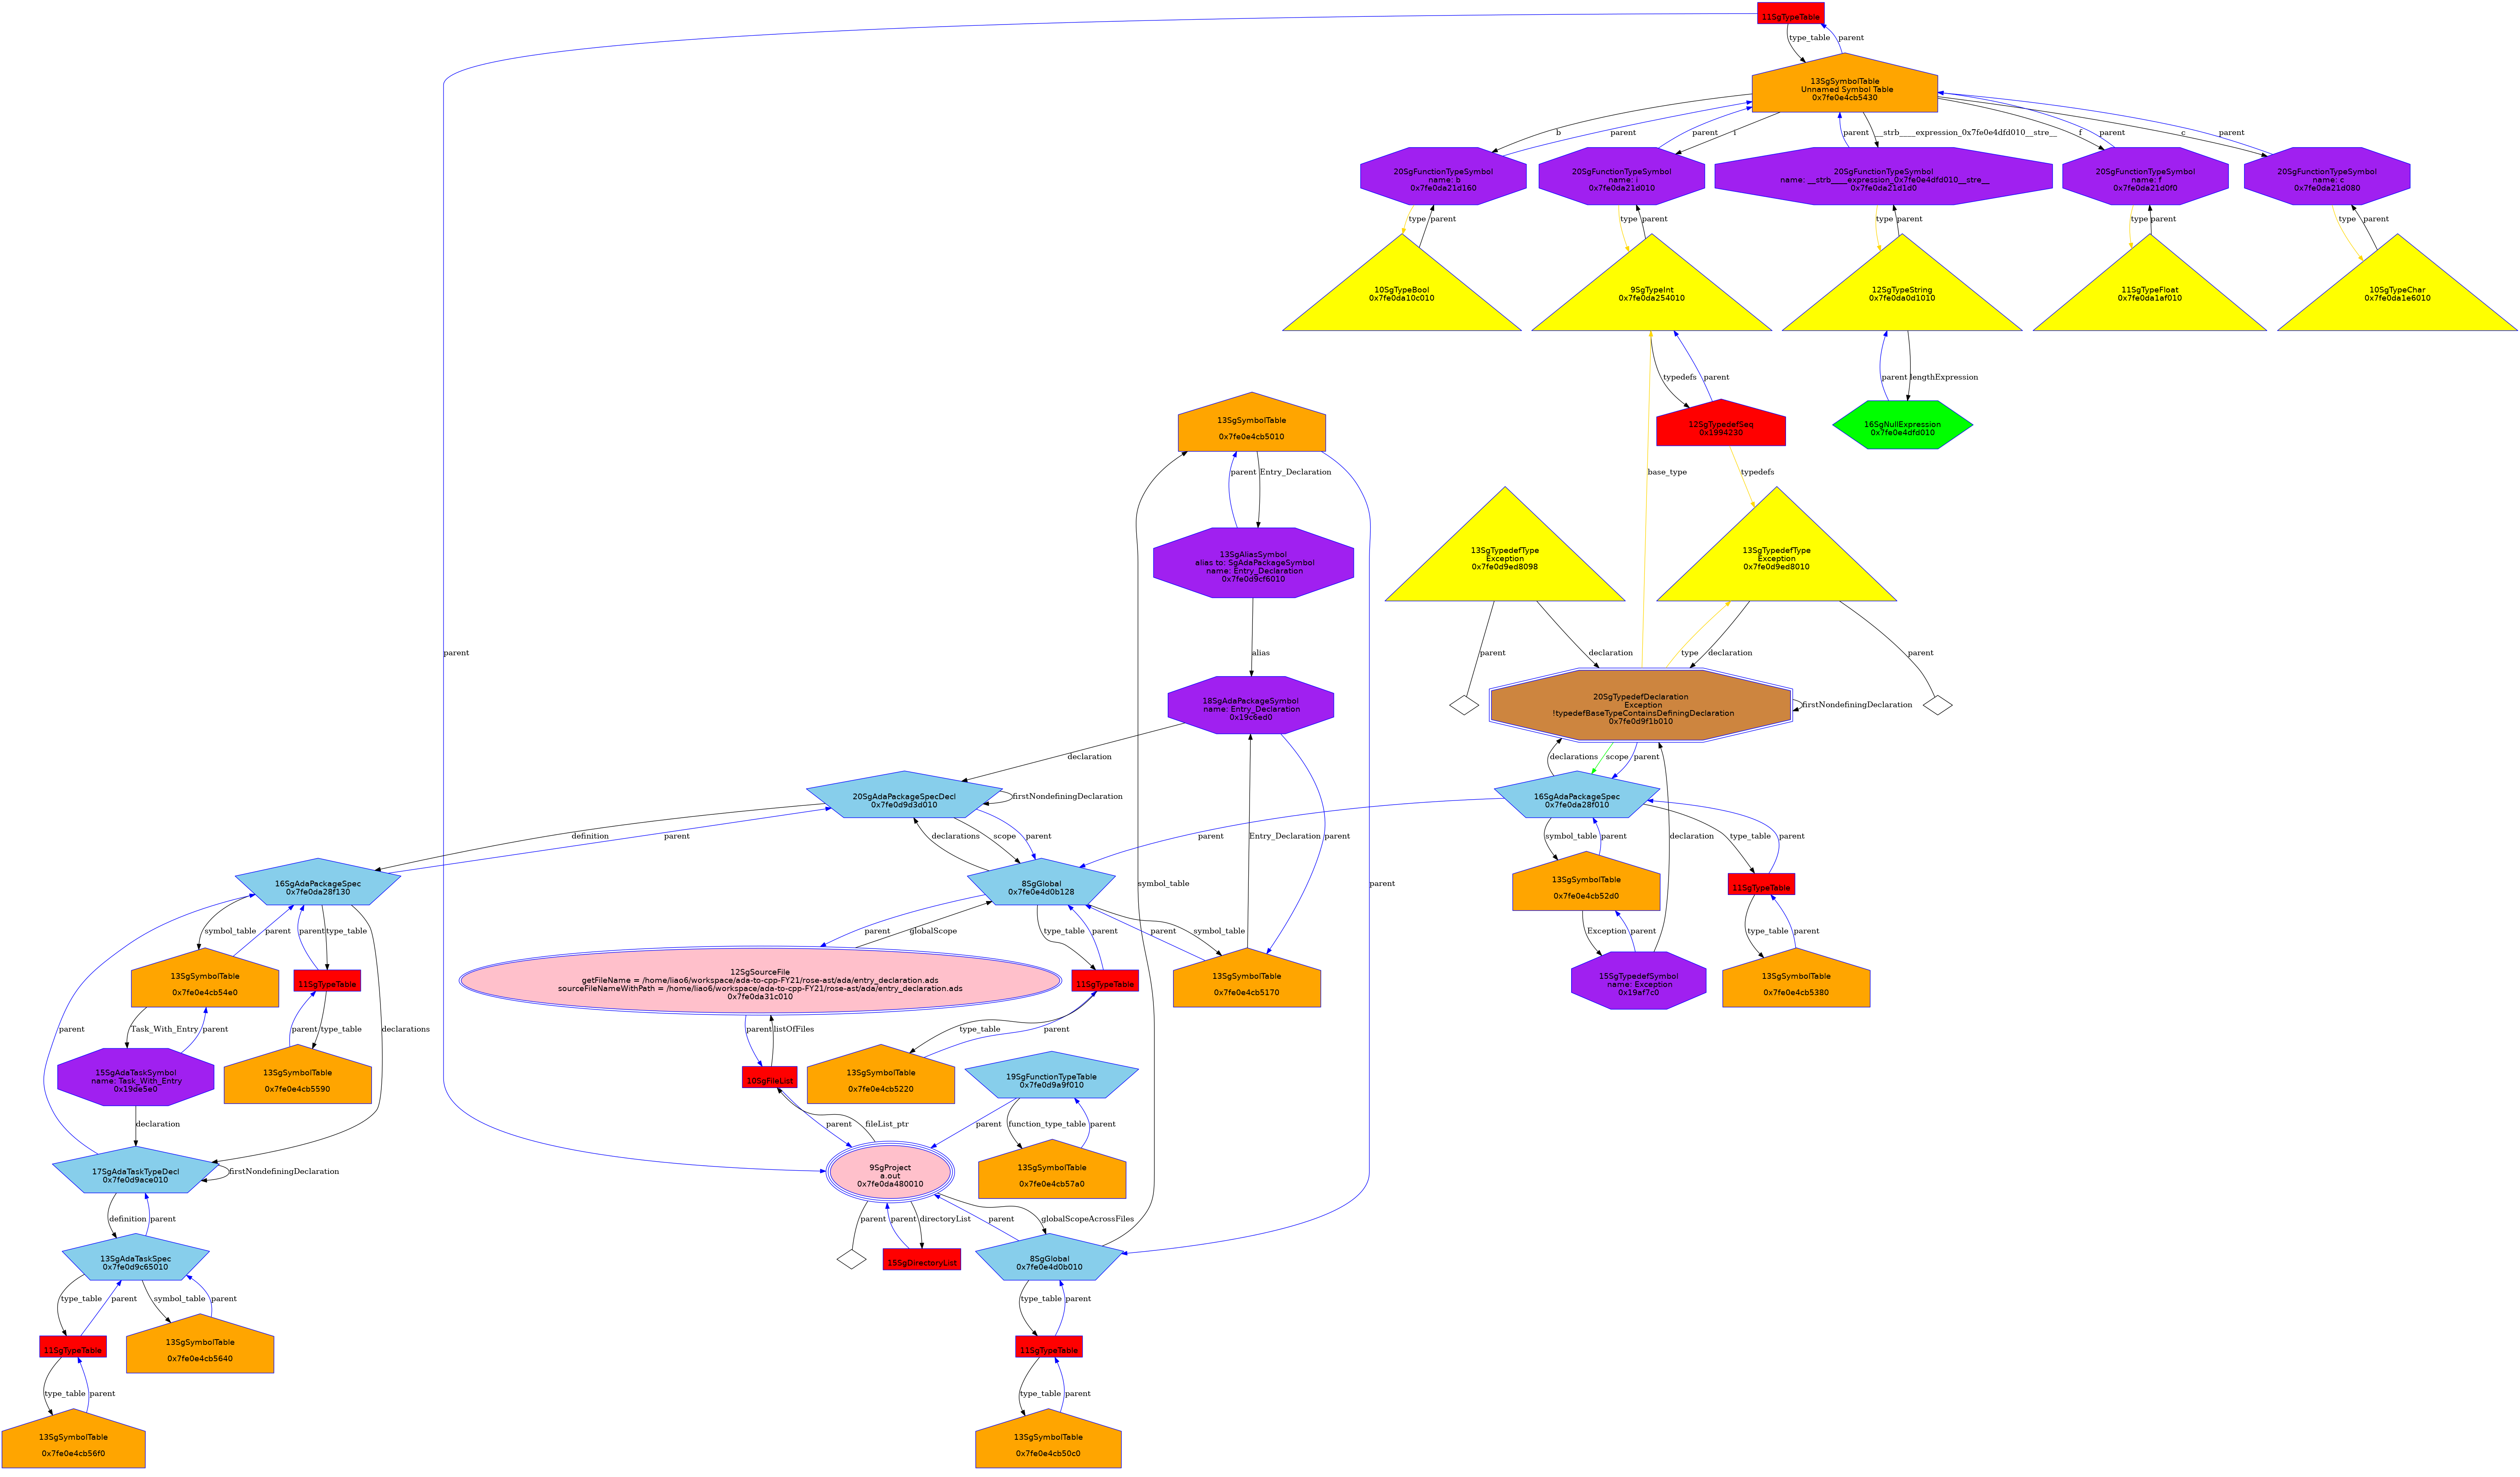 11SgTypeTable
type_table
parent
13SgSymbolTable
Unnamed Symbol Table
0x7fe0e4cb5430
b
parent
parent
i
parent
__strb____expression_0x7fe0e4dfd010__stre__
f
parent
c
parent
20SgFunctionTypeSymbol
name: b
0x7fe0da21d160
20SgFunctionTypeSymbol
name: i
0x7fe0da21d010
20SgFunctionTypeSymbol
name: __strb____expression_0x7fe0e4dfd010__stre__
0x7fe0da21d1d0
20SgFunctionTypeSymbol
name: f
0x7fe0da21d0f0
20SgFunctionTypeSymbol
name: c
0x7fe0da21d080
type
parent
type
parent
type
parent
type
parent
type
parent
10SgTypeBool
0x7fe0da10c010
9SgTypeInt
0x7fe0da254010
12SgTypeString
0x7fe0da0d1010
11SgTypeFloat
0x7fe0da1af010
10SgTypeChar
0x7fe0da1e6010
typedefs
parent
parent
lengthExpression
13SgSymbolTable
0x7fe0e4cb5010
12SgTypedefSeq
0x1994230
16SgNullExpression
0x7fe0e4dfd010
parent
Entry_Declaration
base_type
typedefs
13SgAliasSymbol
alias to: SgAdaPackageSymbol
name: Entry_Declaration
0x7fe0d9cf6010
13SgTypedefType
Exception
0x7fe0d9ed8098
13SgTypedefType
Exception
0x7fe0d9ed8010
parent
alias
parent
declaration
type
declaration
parent
18SgAdaPackageSymbol
name: Entry_Declaration
0x19c6ed0
20SgTypedefDeclaration
Exception
!typedefBaseTypeContainsDefiningDeclaration
0x7fe0d9f1b010
firstNondefiningDeclaration
declaration
declarations
scope
parent
20SgAdaPackageSpecDecl
0x7fe0d9d3d010
firstNondefiningDeclaration
16SgAdaPackageSpec
0x7fe0da28f010
definition
parent
declarations
scope
parent
Entry_Declaration
parent
parent
symbol_table
parent
declaration
type_table
parent
16SgAdaPackageSpec
0x7fe0da28f130
8SgGlobal
0x7fe0e4d0b128
symbol_table
parent
13SgSymbolTable
0x7fe0e4cb52d0
11SgTypeTable
symbol_table
parent
parent
type_table
parent
globalScope
type_table
parent
parent
symbol_table
Exception
parent
type_table
parent
13SgSymbolTable
0x7fe0e4cb54e0
11SgTypeTable
12SgSourceFile
getFileName = /home/liao6/workspace/ada-to-cpp-FY21/rose-ast/ada/entry_declaration.ads
sourceFileNameWithPath = /home/liao6/workspace/ada-to-cpp-FY21/rose-ast/ada/entry_declaration.ads
0x7fe0da31c010
11SgTypeTable
13SgSymbolTable
0x7fe0e4cb5170
15SgTypedefSymbol
name: Exception
0x19af7c0
13SgSymbolTable
0x7fe0e4cb5380
parent
Task_With_Entry
parent
parent
type_table
declarations
parent
listOfFiles
type_table
parent
15SgAdaTaskSymbol
name: Task_With_Entry
0x19de5e0
13SgSymbolTable
0x7fe0e4cb5590
10SgFileList
13SgSymbolTable
0x7fe0e4cb5220
19SgFunctionTypeTable
0x7fe0d9a9f010
declaration
parent
fileList_ptr
parent
function_type_table
parent
17SgAdaTaskTypeDecl
0x7fe0d9ace010
firstNondefiningDeclaration
9SgProject
a.out
0x7fe0da480010
13SgSymbolTable
0x7fe0e4cb57a0
definition
parent
parent
parent
directoryList
parent
globalScopeAcrossFiles
13SgAdaTaskSpec
0x7fe0d9c65010
15SgDirectoryList
8SgGlobal
0x7fe0e4d0b010
type_table
parent
symbol_table
parent
type_table
parent
11SgTypeTable
13SgSymbolTable
0x7fe0e4cb5640
11SgTypeTable
type_table
parent
type_table
parent
13SgSymbolTable
0x7fe0e4cb56f0
13SgSymbolTable
0x7fe0e4cb50c0